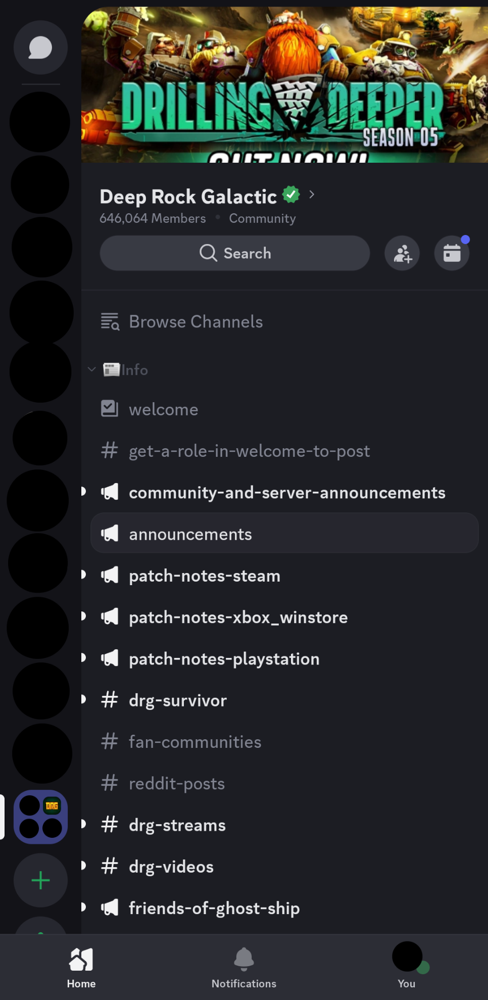 DRILLING DEEPER
SEASON 05
OUT NOW!
Deep Rock Galactic
646,064 Members • Community
Search
Browse Channels
📰Info
welcome
get-a-role-in-welcome-to-post
community-and-server-announcements
announcements
patch-notes-steam
patch-notes-xbox_winstore
patch-notes-playstation
drg-survivor
fan-communities
reddit-posts
drg-streams
DRG
drg-videos
friends-of-ghost-ship
Home
Notifications
You